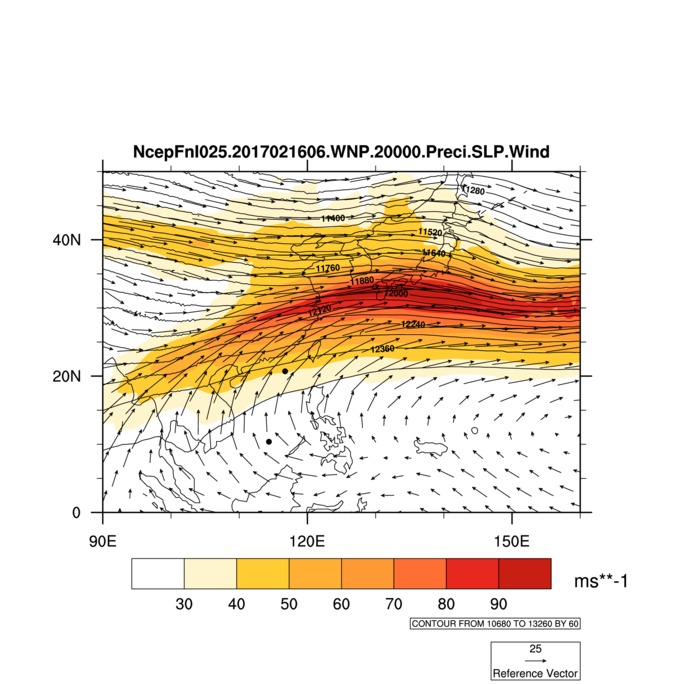 NcepFnl025.2017021606.WNP.20000.Preci.SLP.Wind
11280
11400
11520
40N
11640
11760
11880
12000
12120
12240
12360
20N
0
90E 120E 150E
ms**-1
30 40 50 60 70 80 90
CONTOUR FROM 10680 TO 13260 BY 60
25
Reference Vector